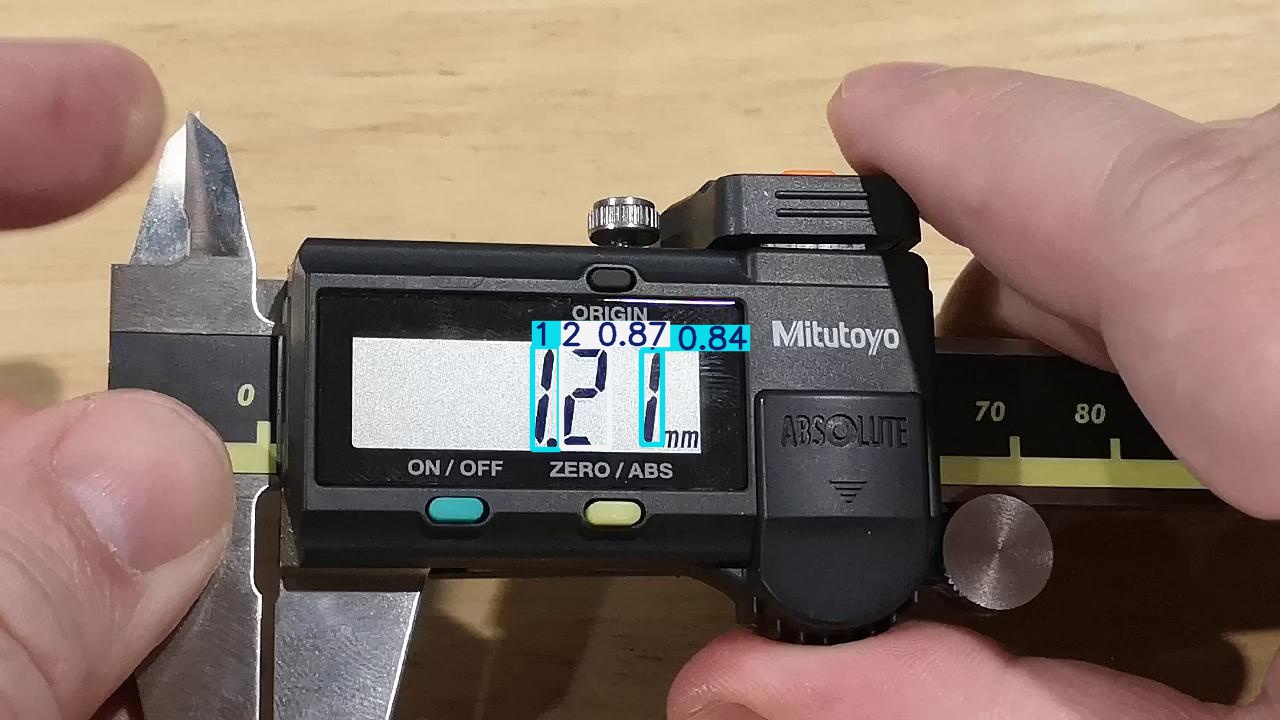 ORIGIN
1 2 0.87 0.84
1.21 mm
Mitutoyo
ABSOLUTE
0
70
80
ON / OFF
ZERO / ABS